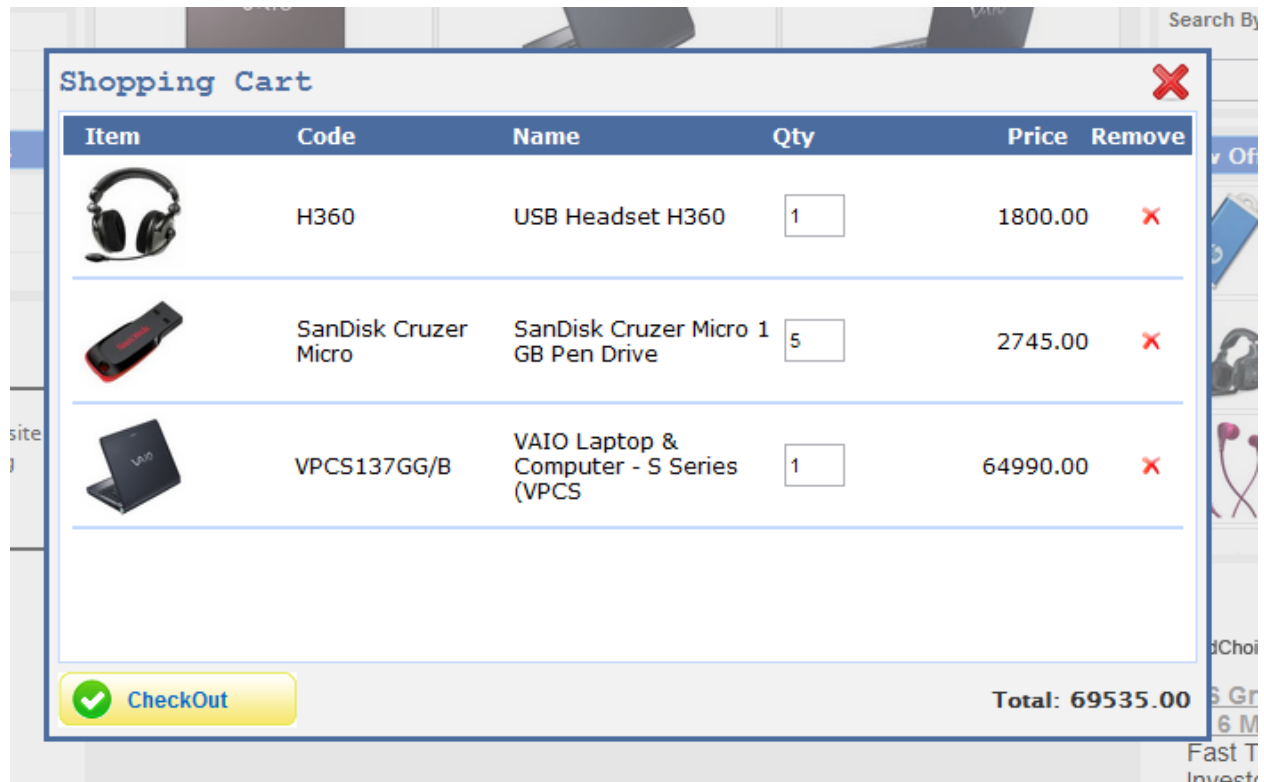 VAIO
Search By
Shopping Cart
Item Code Name Qty Price Remove
H360 USB Headset H360 1 1800.00
SanDisk Cruzer Micro SanDisk Cruzer Micro 1 GB Pen Drive 5 2745.00
VPCS137GG/B VAIO Laptop & Computer - S Series (VPCS 1 64990.00
CheckOut
Total: 69535.00
site
Fast T